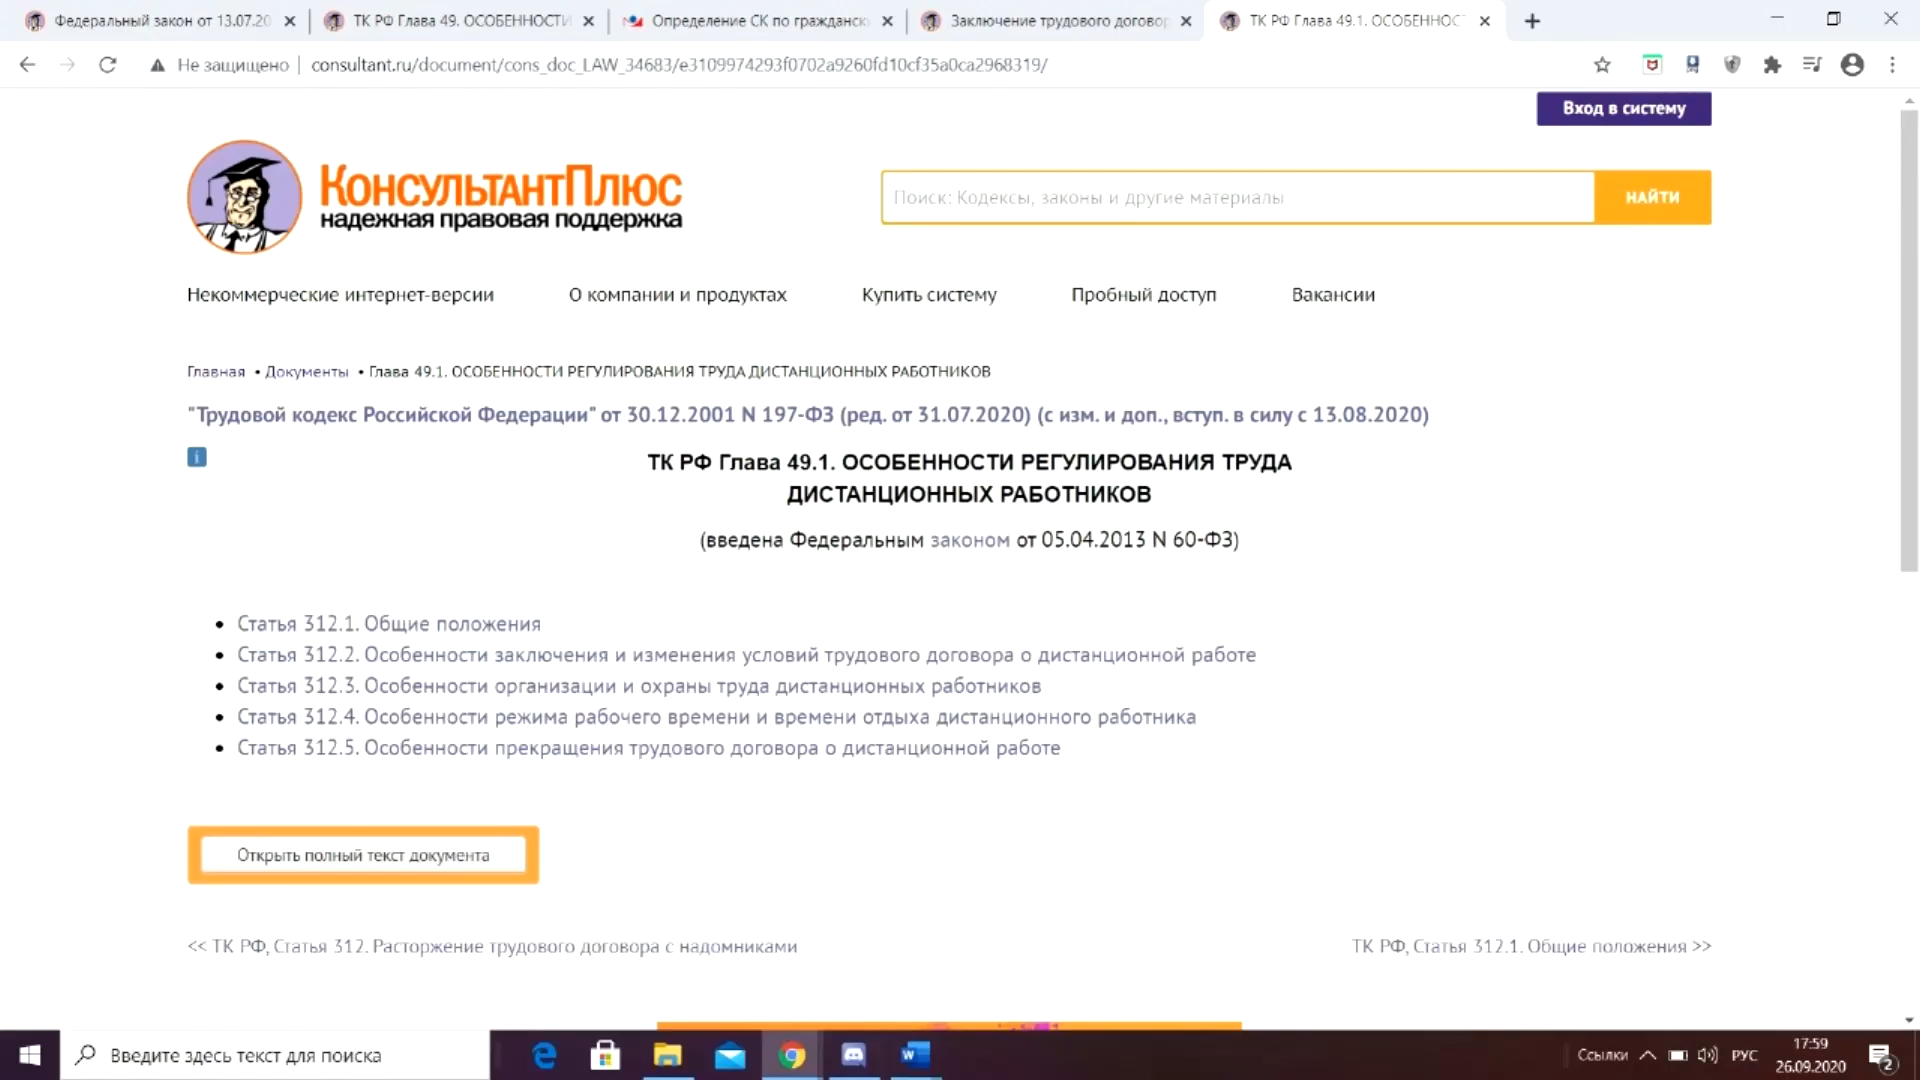 Федеральный закон от 13.07.20
ТК РФ Глава 49. ОСОБЕННОСТИ
Определение СК по гражданск
Заключение трудового договор
ТК РФ Глава 49.1. ОСОБЕННОС
Не защищено
consultant.ru/document/cons_doc_LAW_34683/e3109974293f0702a9260fd10cf35a0ca2968319/
Вход в систему
КонсультантПлюс
надежная правовая поддержка
Поиск: Кодексы, законы и другие материалы
НАЙТИ
Некоммерческие интернет-версии
О компании и продуктах
Купить систему
Пробный доступ
Вакансии
Главная • Документы • Глава 49.1. ОСОБЕННОСТИ РЕГУЛИРОВАНИЯ ТРУДА ДИСТАНЦИОННЫХ РАБОТНИКОВ
"Трудовой кодекс Российской Федерации" от 30.12.2001 N 197-ФЗ (ред. от 31.07.2020) (с изм. и доп., вступ. в силу с 13.08.2020)
i
ТК РФ Глава 49.1. ОСОБЕННОСТИ РЕГУЛИРОВАНИЯ ТРУДА
ДИСТАНЦИОННЫХ РАБОТНИКОВ
(введена Федеральным законом от 05.04.2013 N 60-ФЗ)
• Статья 312.1. Общие положения
• Статья 312.2. Особенности заключения и изменения условий трудового договора о дистанционной работе
• Статья 312.3. Особенности организации и охраны труда дистанционных работников
• Статья 312.4. Особенности режима рабочего времени и времени отдыха дистанционного работника
• Статья 312.5. Особенности прекращения трудового договора о дистанционной работе
Открыть полный текст документа
<< ТК РФ, Статья 312. Расторжение трудового договора с надомниками
ТК РФ, Статья 312.1. Общие положения >>
Введите здесь текст для поиска
Ссылки
РУС
17:59
26.09.2020
2